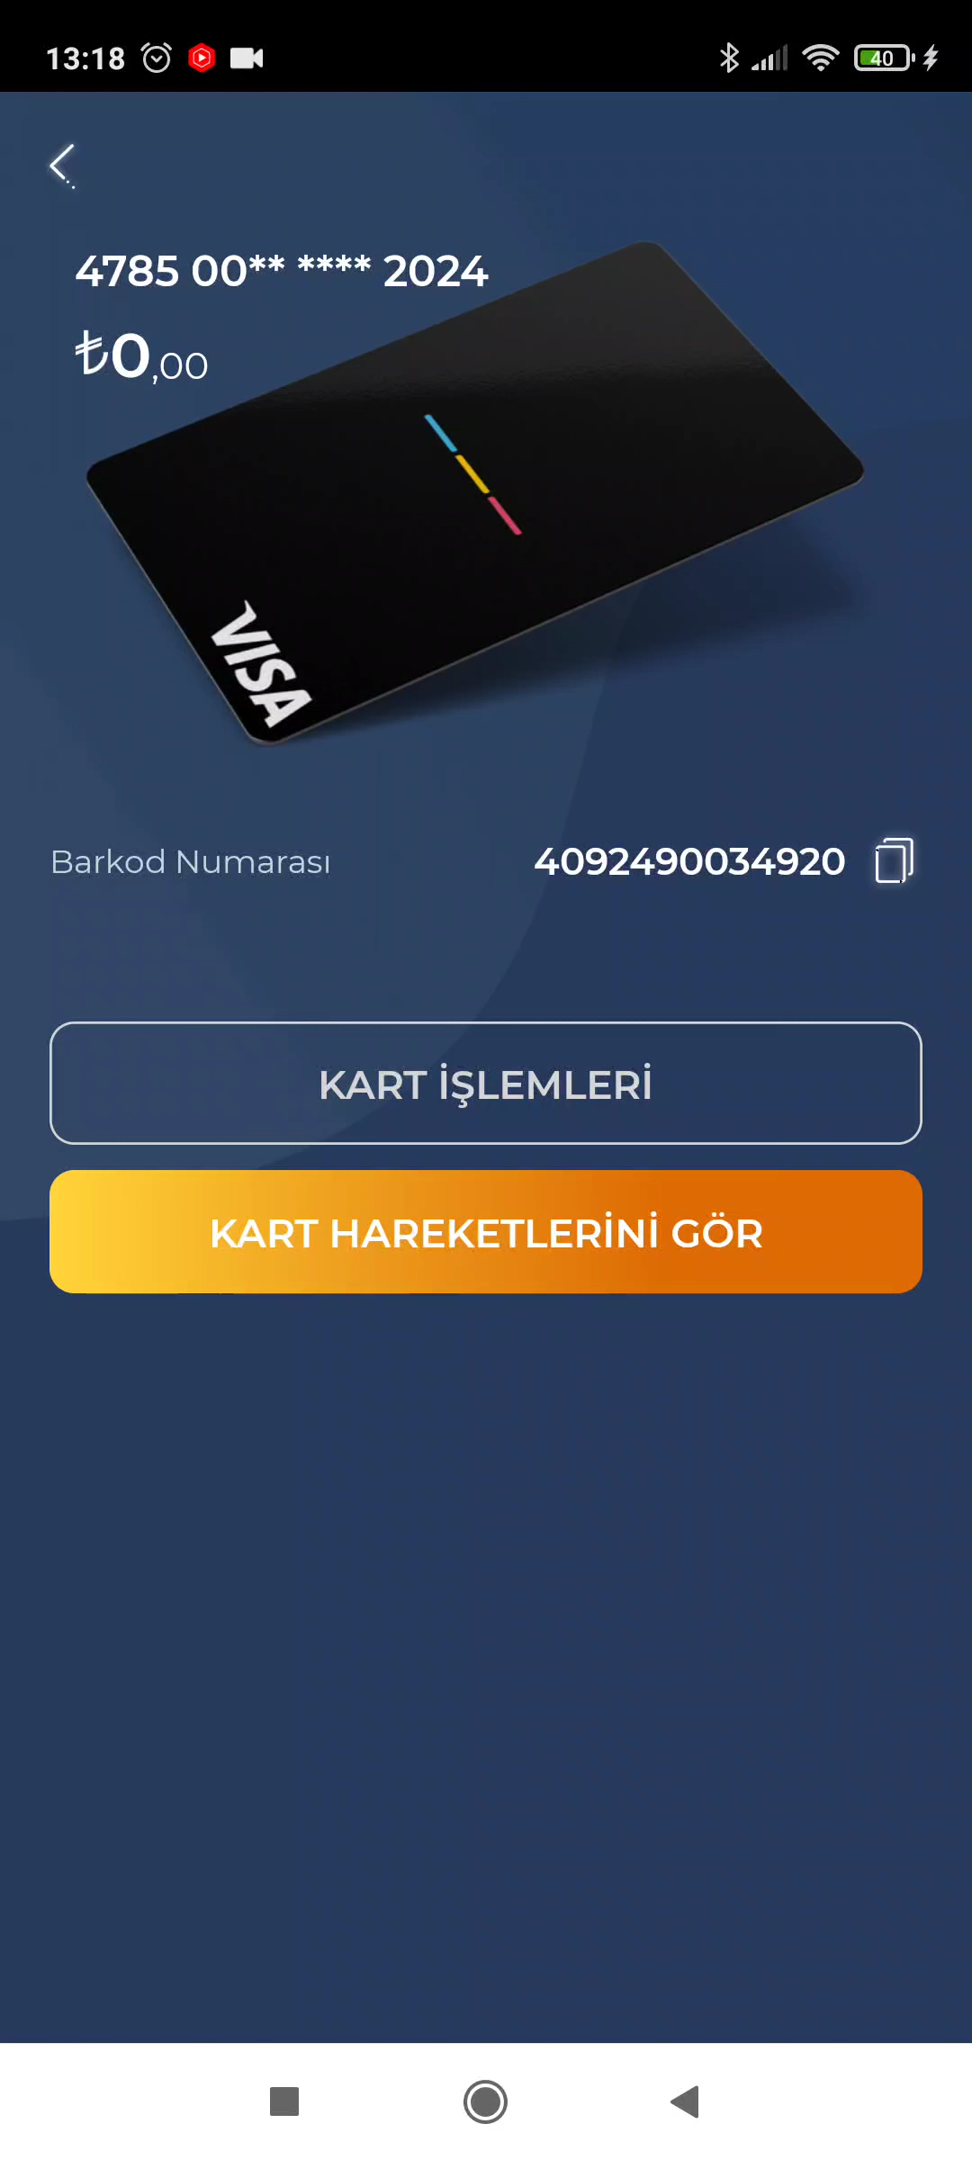 13:18
40
4785 00** **** 2024
₺0,00
VISA
Barkod Numarası 4092490034920
KART İŞLEMLERİ
KART HAREKETLERİNİ GÖR